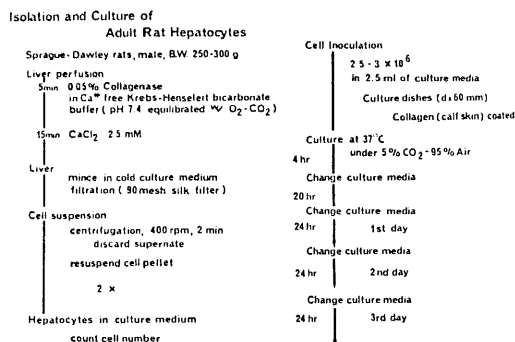 Isolation and Culture of
Adult Rat Hepatocytes
Sprague-Dawley rats, male, B.W. 250-300 g
Liver perfusion
5min 0.05% Collagenase
in Ca⁺⁺ free Krebs-Henseleit bicarbonate
buffer ( pH 7.4 equilibrated w/ O₂-CO₂)
15min CaCl₂ 2.5 mM
Liver
mince in cold culture medium
filtration ( 90 mesh silk filter )
Cell suspension
centrifugation, 400 rpm, 2 min
discard supernate
resuspend cell pellet
2 x
Hepatocytes in culture medium
count cell number
Cell Inoculation
2.5 - 3 × 10⁶
in 2.5 ml of culture media
Culture dishes (d: 60 mm)
Collagen (calf skin) coated
Culture at 37°C
under 5% CO₂ - 95% Air
4 hr
Change culture media
20 hr
Change culture media
24 hr 1st day
Change culture media
24 hr 2nd day
Change culture media
24 hr 3rd day